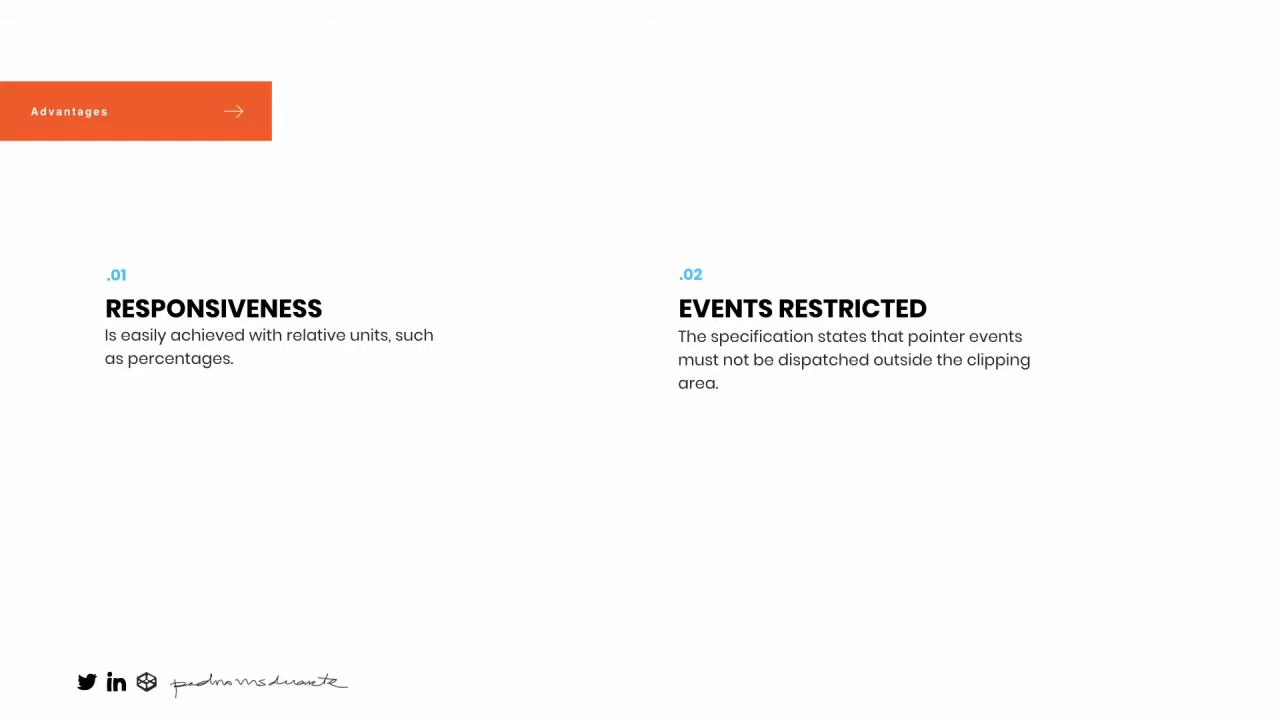 Advantages
.01
RESPONSIVENESS
Is easily achieved with relative units, such
as percentages.
.02
EVENTS RESTRICTED
The specification states that pointer events
must not be dispatched outside the clipping
area.
pedromsduarte